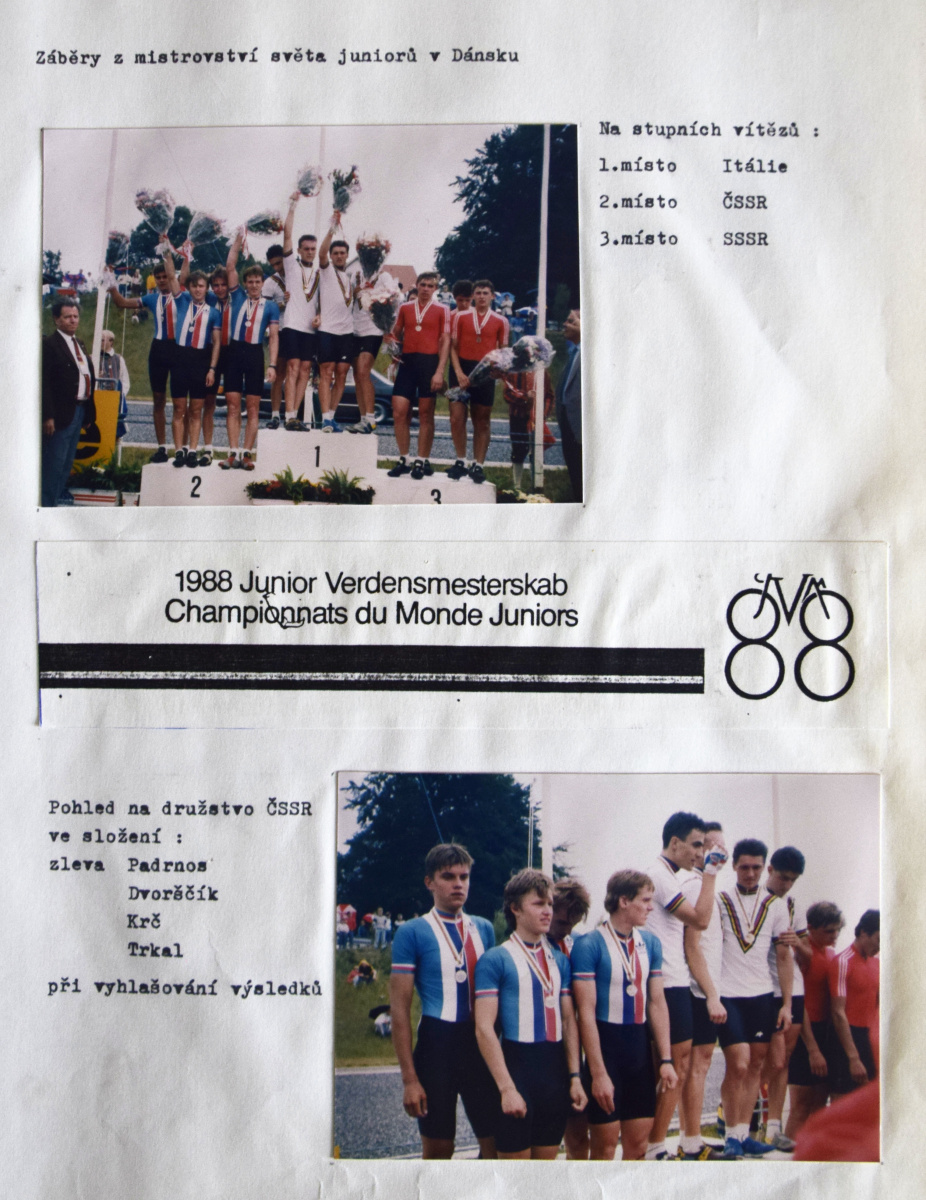 Záběry z mistrovství světa juniorů v Dánsku
Na stupních vítězů :
1.místo Itálie
2.místo ČSSR
3.místo SSSR
1
2
3
1988 Junior Verdensmesterskab
Championnats du Monde Juniors
VM
88
Pohled na družstvo ČSSR
ve složení :
zleva Padrnos
Dvorščík
Krč
Trkal
při vyhlašování výsledků